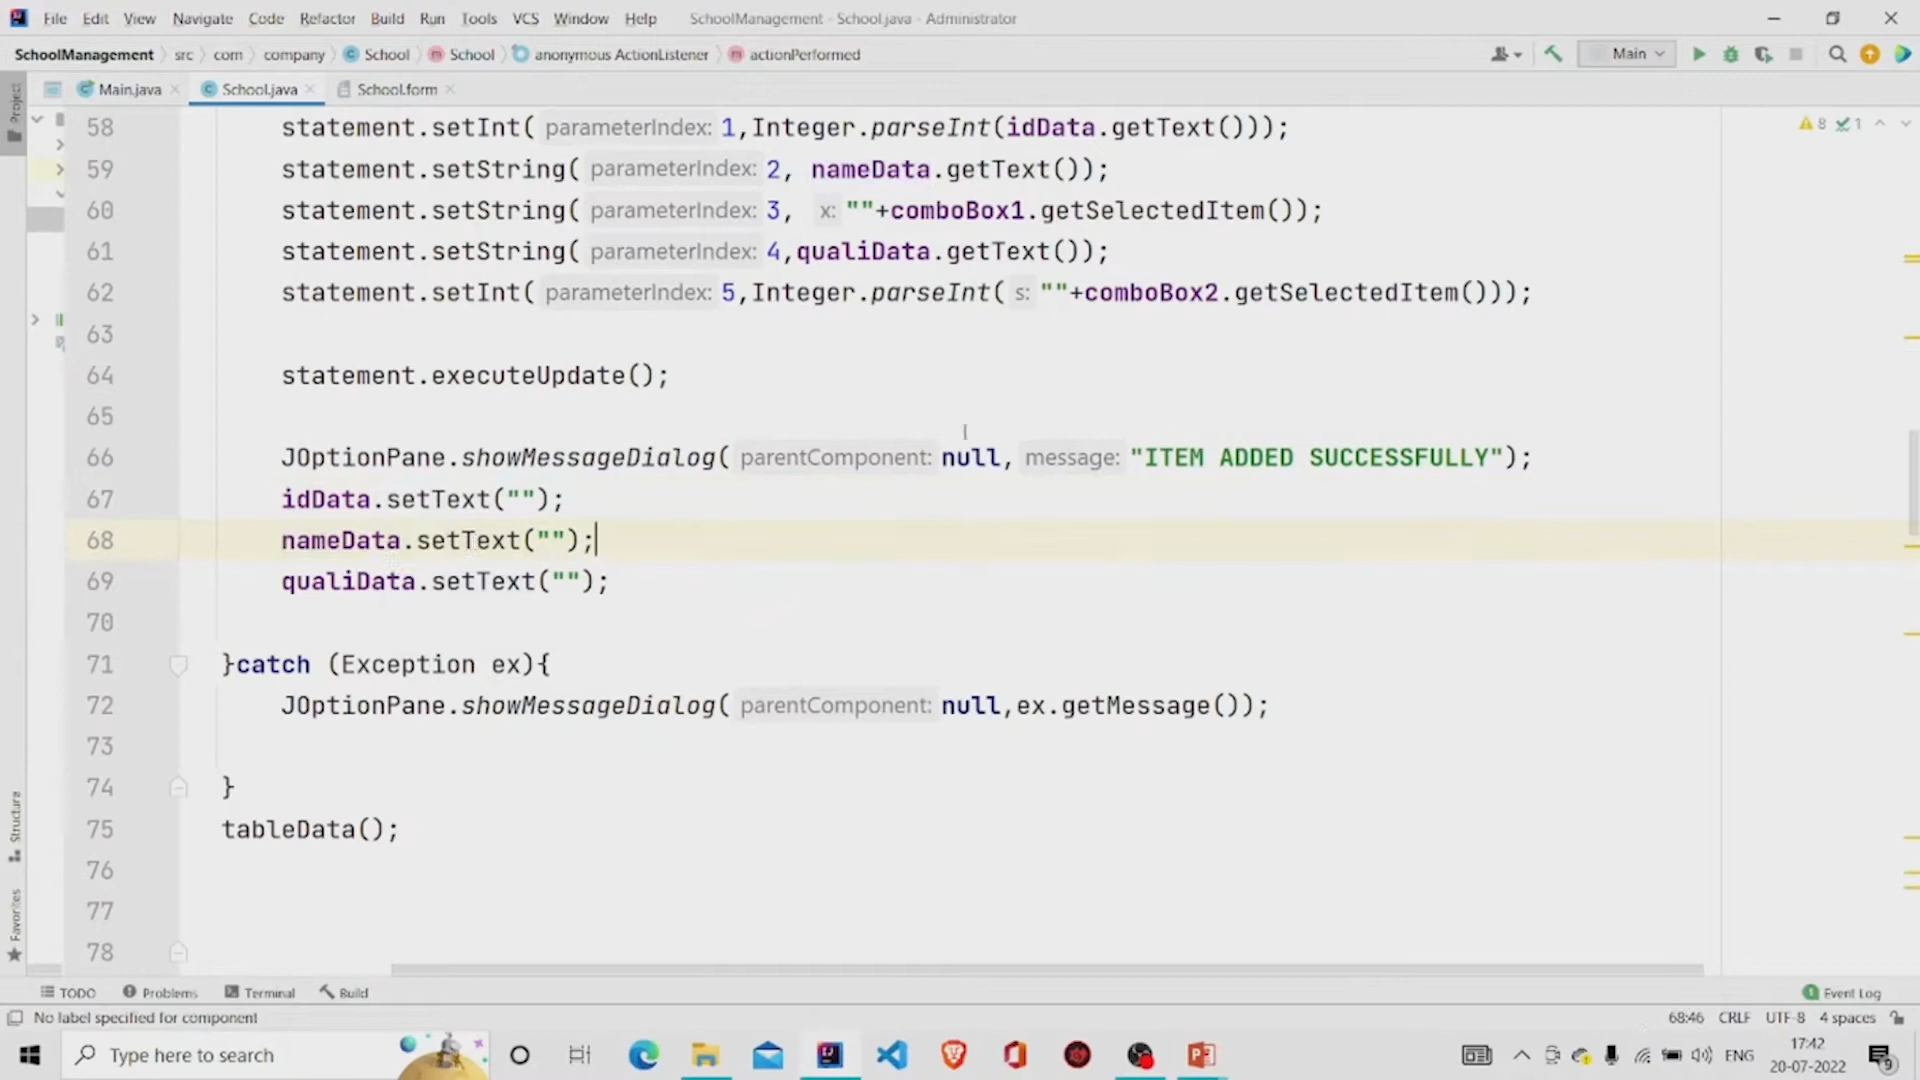 File Edit View Navigate Code Refactor Build Run Tools VCS Window Help SchoolManagement - School.java - Administrator
SchoolManagement src com company School School anonymous ActionListener actionPerformed Main
Main.java School.java School.form
Project
58 statement.setInt( parameterIndex: 1,Integer.parseInt(idData.getText()));
8 1
59 statement.setString( parameterIndex: 2, nameData.getText());
60 statement.setString( parameterIndex: 3, x: ""+comboBox1.getSelectedItem());
61 statement.setString( parameterIndex: 4,qualiData.getText());
62 statement.setInt( parameterIndex: 5,Integer.parseInt( s: ""+comboBox2.getSelectedItem()));
63
64 statement.executeUpdate();
65
66 JOptionPane.showMessageDialog( parentComponent: null, message: "ITEM ADDED SUCCESSFULLY");
67 idData.setText("");
68 nameData.setText("");
69 qualiData.setText("");
70
71 }catch (Exception ex){
72 JOptionPane.showMessageDialog( parentComponent: null,ex.getMessage());
73
74 }
75 tableData();
76
77
78
Structure
Favorites
TODO Problems Terminal Build 1 Event Log
No label specified for component 68:46 CRLF UTF-8 4 spaces
Type here to search ENG 17:42
20-07-2022 9